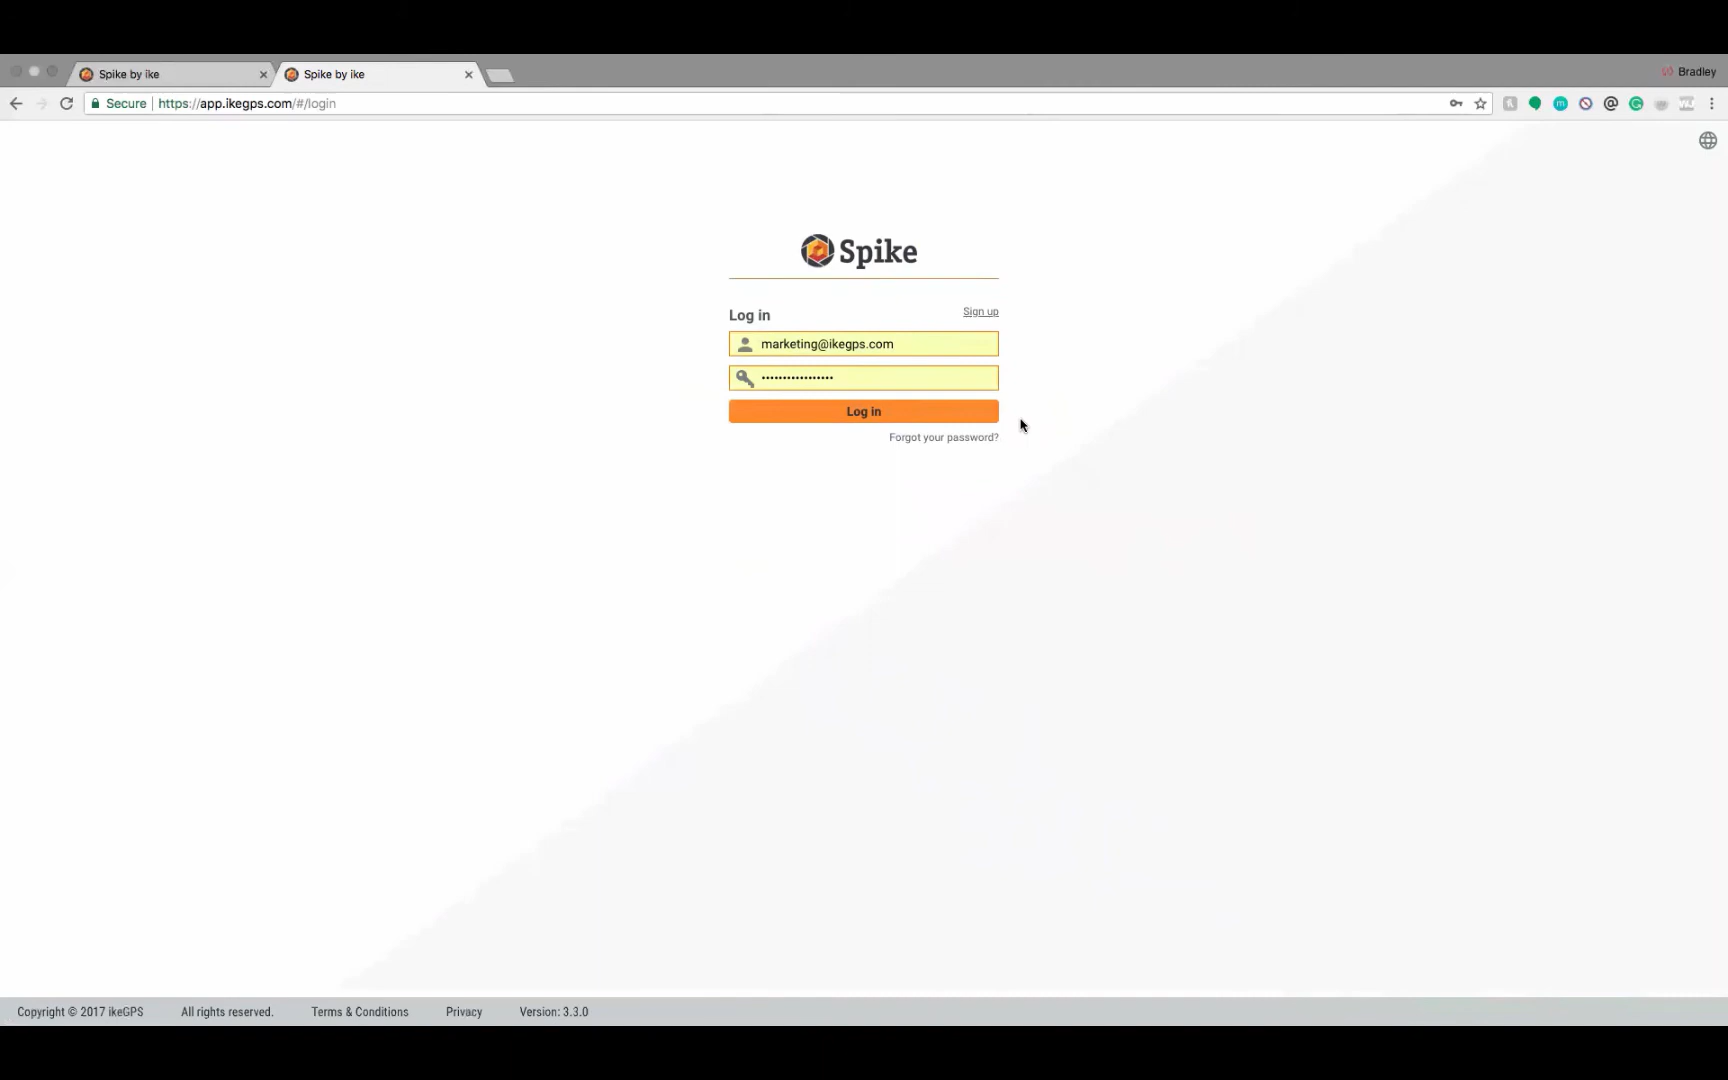 Spike by ike
Spike by ike
Bradley
Secure
https://app.ikegps.com/#/login
Spike
Log in
Sign up
marketing@ikegps.com
•••••••••••••••••
Log in
Forgot your password?
Copyright © 2017 ikeGPS
All rights reserved.
Terms & Conditions
Privacy
Version: 3.3.0